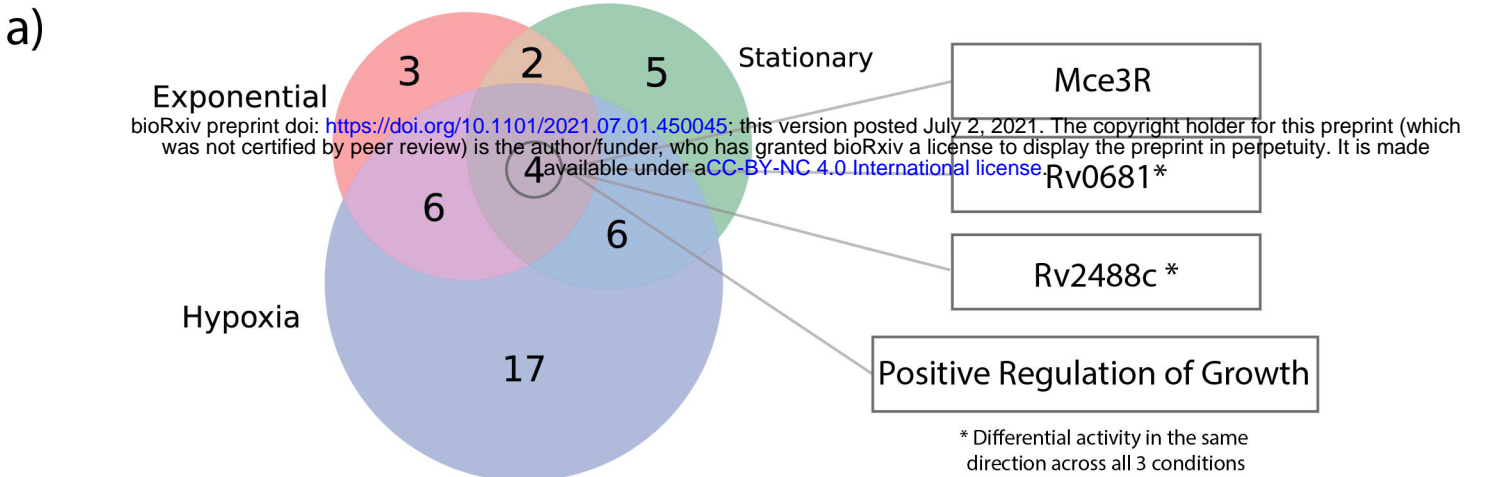 a)
3
2
5
Stationary
Mce3R
Exponential
bioRxiv preprint doi: https://doi.org/10.1101/2021.07.01.450045; this version posted July 2, 2021. The copyright holder for this preprint (which
was not certified by peer review) is the author/funder, who has granted bioRxiv a license to display the preprint in perpetuity. It is made
available under aCC-BY-NC 4.0 International license.
4
Rv0681*
6
6
Rv2488c *
Hypoxia
17
Positive Regulation of Growth
* Differential activity in the same
direction across all 3 conditions